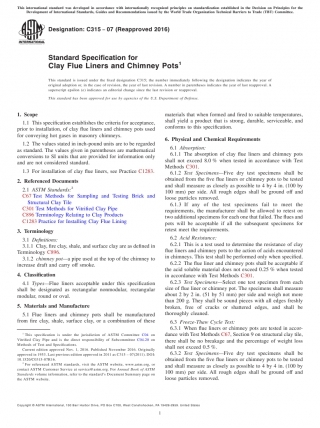 This international standard was developed in accordance with internationally recognized principles on standardization established in the Decision on Principles for the
Development of International Standards, Guides and Recommendations issued by the World Trade Organization Technical Barriers to Trade (TBT) Committee.
Designation: C315 - 07 (Reapproved 2016)
Standard Specification for
Clay Flue Liners and Chimney Pots1
This standard is issued under the fixed designation C315; the number immediately following the designation indicates the year of
original adoption or, in the case of revision, the year of last revision. A number in parentheses indicates the year of last reapproval. A
superscript epsilon (ε) indicates an editorial change since the last revision or reapproval.
This standard has been approved for use by agencies of the U.S. Department of Defense.
1. Scope
1.1 This specification establishes the criteria for acceptance,
prior to installation, of clay flue liners and chimney pots used
for conveying hot gases in masonry chimneys.
1.2 The values stated in inch-pound units are to be regarded
as standard. The values given in parentheses are mathematical
conversions to SI units that are provided for information only
and are not considered standard.
1.3 For installation of clay flue liners, see Practice C1283.
2. Referenced Documents
2.1 ASTM Standards:2
C67 Test Methods for Sampling and Testing Brick and
Structural Clay Tile
C301 Test Methods for Vitrified Clay Pipe
C896 Terminology Relating to Clay Products
C1283 Practice for Installing Clay Flue Lining
3. Terminology
3.1 Definitions:
3.1.1 Clay, fire clay, shale, and surface clay are defined in
Terminology C896.
3.1.2 chimney pot—a pipe used at the top of the chimney to
increase draft and carry off smoke.
4. Classification
4.1 Types—Flue liners acceptable under this specification
shall be designated as rectangular nonmodular, rectangular
modular, round or oval.
5. Materials and Manufacture
5.1 Flue liners and chimney pots shall be manufactured
from fire clay, shale, surface clay, or a combination of these
1 This specification is under the jurisdiction of ASTM Committee C04 on
Vitrified Clay Pipe and is the direct responsibility of Subcommittee C04.20 on
Methods of Test and Specifications.
Current edition approved Nov. 1, 2016. Published November 2016. Originally
2 For referenced ASTM standards, visit the ASTM website, www.astm.org, or
contact ASTM Customer Service at service@astm.org. For Annual Book of ASTM
Standards volume information, refer to the standard's Document Summary page on
the ASTM website.
materials that when formed and fired to suitable temperatures,
shall yield a product that is strong, durable, serviceable, and
conforms to this specification.
6. Physical and Chemical Requirements
6.1 Absorption:
6.1.1 The absorption of clay flue liners and chimney pots
shall not exceed 8.0 % when tested in accordance with Test
Methods C301.
6.1.2 Test Specimens—Five dry test specimens shall be
obtained from the five flue liners or chimney pots to be tested
and shall measure as closely as possible to 4 by 4 in. (100 by
100 mm) per side. All rough edges shall be ground off and
loose particles removed.
6.1.3 If any of the test specimens fail to meet the
requirements, the manufacturer shall be allowed to retest on
two additional specimens for each one that failed. The flues and
pots will be acceptable if all the subsequent specimens for
retest meet the requirements.
6.2 Acid Resistance:
6.2.1 This is a test used to determine the resistance of clay
flue liners and chimney pots to the action of acids encountered
in chimneys. This test shall be performed only when specified.
6.2.2 The flue liner and chimney pots shall be acceptable if
the acid soluble material does not exceed 0.25 % when tested
in accordance with Test Methods C301.
6.2.3 Test Specimens—Select one test specimen from each
size of flue liner or chimney pot. The specimens shall measure
about 2 by 2 in. (51 by 51 mm) per side and weigh not more
than 200 g. They shall be sound pieces with all edges freshly
broken, free of cracks or shattered edges, and shall be
thoroughly cleaned.
6.3 Freeze-Thaw Cycle Test:
6.3.1 When flue liners or chimney pots are tested in accor-
dance with Test Methods C67, Section 9 on structural clay tile,
there shall be no breakage and the percentage of weight loss
shall not exceed 0.5 %.
6.3.2 Test Specimens—Five dry test specimens shall be
obtained from the five flue liners or chimney pots to be tested
and shall measure as closely as possible to 4 by 4 in. (100 by
100 mm) per side. All rough edges shall be ground off and
loose particles removed.
Copyright © ASTM International, 100 Barr Harbor Drive, PO Box C700, West Conshohocken, PA 19428-2959. United States
1